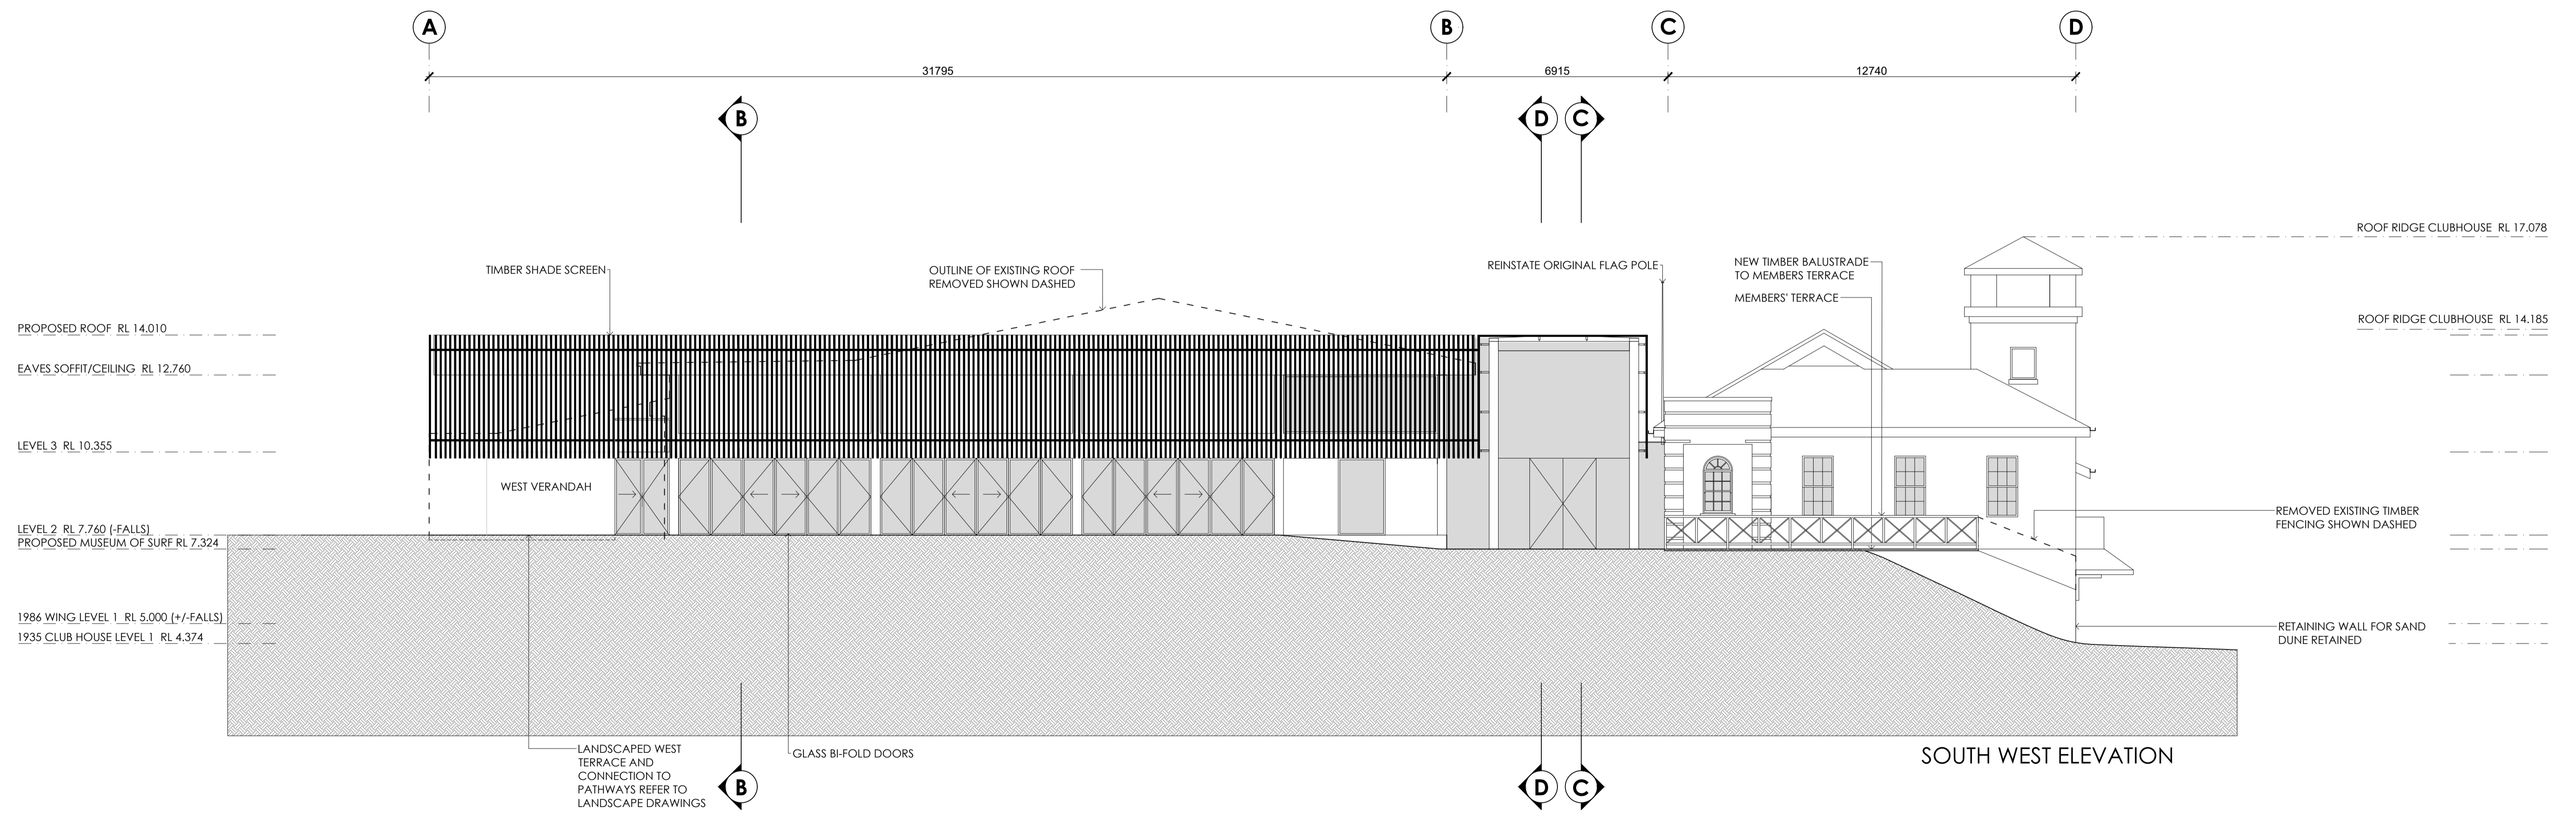 A
B
C
D
31795
6915
12740
B
D
C
ROOF RIDGE CLUBHOUSE RL 17.078
TIMBER SHADE SCREEN
OUTLINE OF EXISTING ROOF
REMOVED SHOWN DASHED
REINSTATE ORIGINAL FLAG POLE
NEW TIMBER BALUSTRADE
TO MEMBERS TERRACE
MEMBERS' TERRACE
PROPOSED ROOF RL 14.010
ROOF RIDGE CLUBHOUSE RL 14.185
EAVES SOFFIT/CEILING RL 12.760
LEVEL 3 RL 10.355
WEST VERANDAH
REMOVED EXISTING TIMBER
FENCING SHOWN DASHED
LEVEL 2 RL 7.760 (-FALLS)
PROPOSED MUSEUM OF SURF RL 7.324
1986 WING LEVEL 1 RL 5.000 (+/-FALLS)
1935 CLUB HOUSE LEVEL 1 RL 4.374
RETAINING WALL FOR SAND
DUNE RETAINED
LANDSCAPED WEST
TERRACE AND
CONNECTION TO
PATHWAYS REFER TO
LANDSCAPE DRAWINGS
GLASS BI-FOLD DOORS
SOUTH WEST ELEVATION
B
D
C